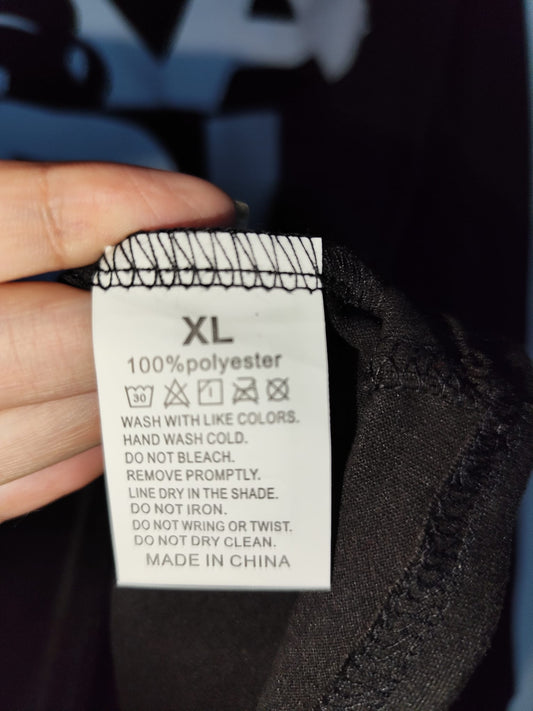 XL
100%polyester
30
WASH WITH LIKE COLORS.
HAND WASH COLD.
DO NOT BLEACH.
REMOVE PROMPTLY.
LINE DRY IN THE SHADE.
DO NOT IRON.
DO NOT WRING OR TWIST.
DO NOT DRY CLEAN.
MADE IN CHINA